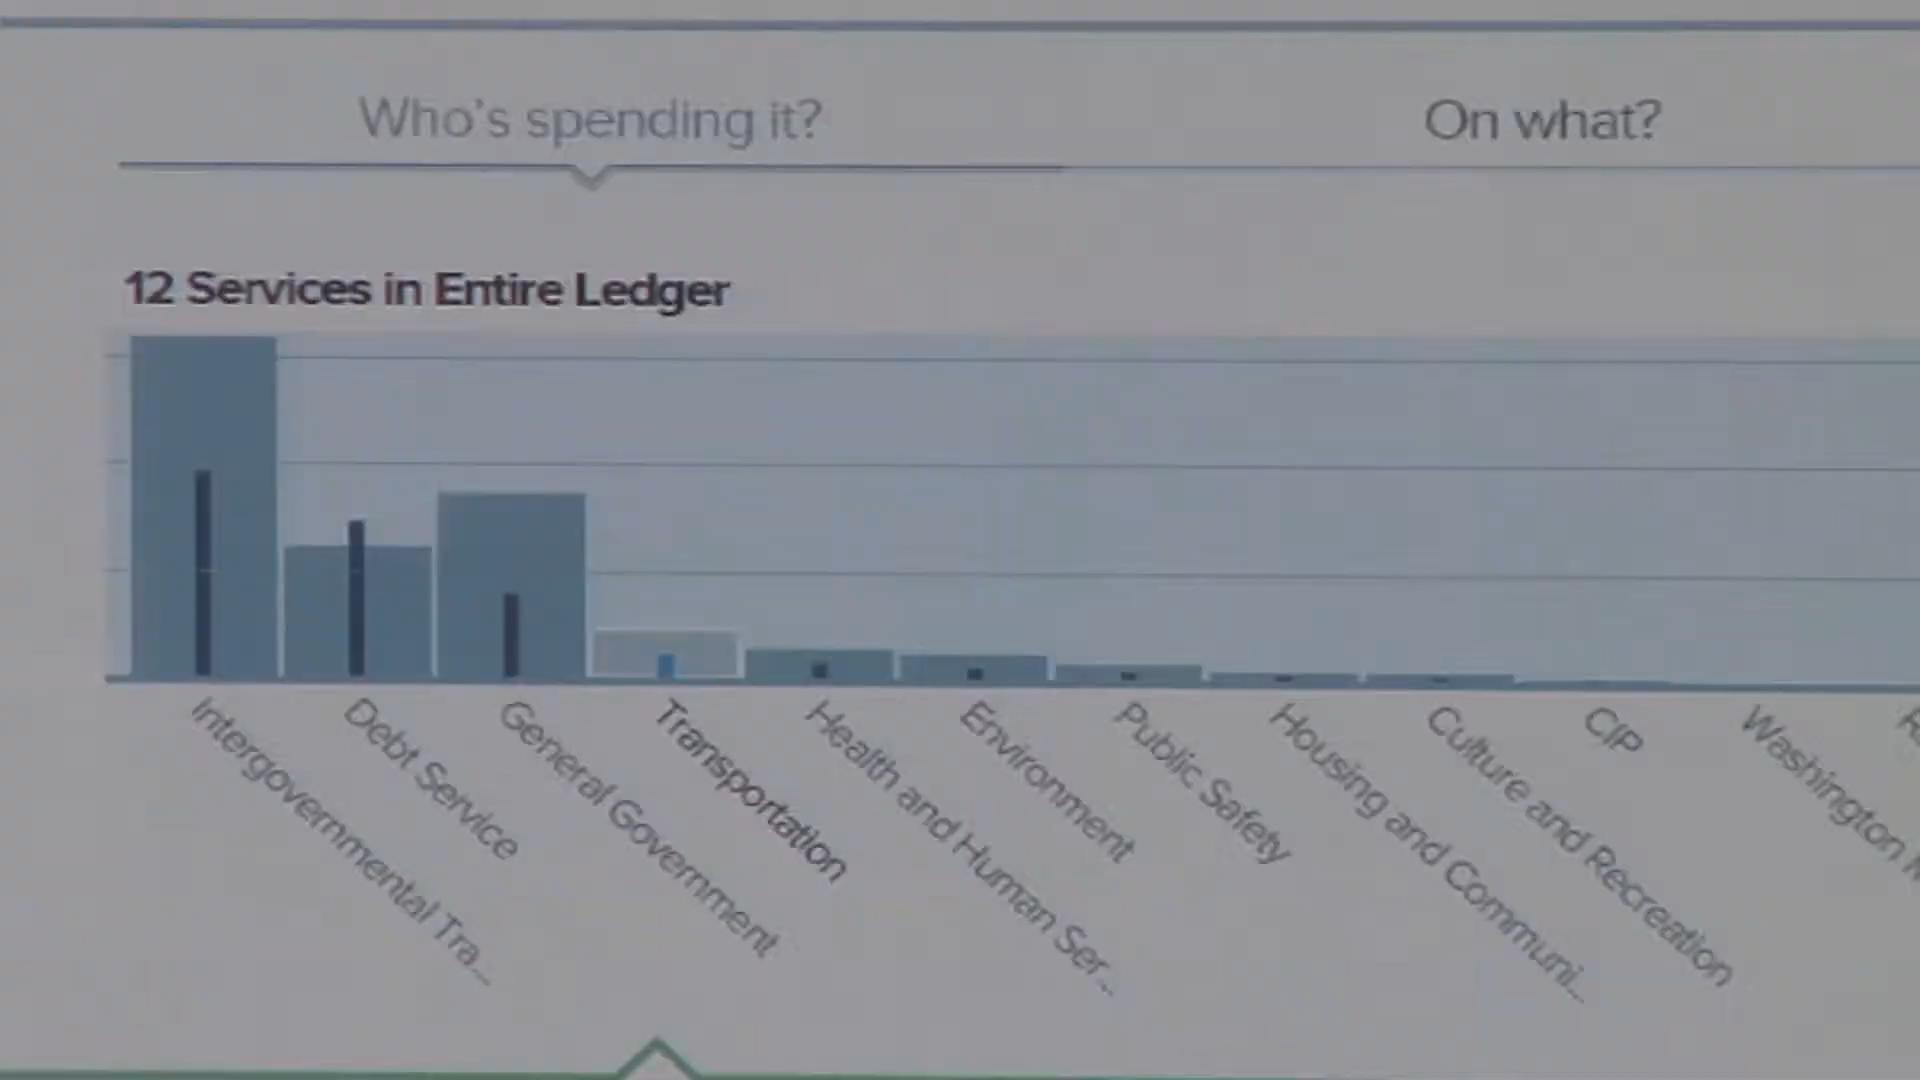 Who's spending it?
On what?
12 Services in Entire Ledger
Intergovernmental Tra...
Debt Service
General Government
Transportation
Health and Human Ser...
Environment
Public Safety
Housing and Communi...
Culture and Recreation
CIP
Washington